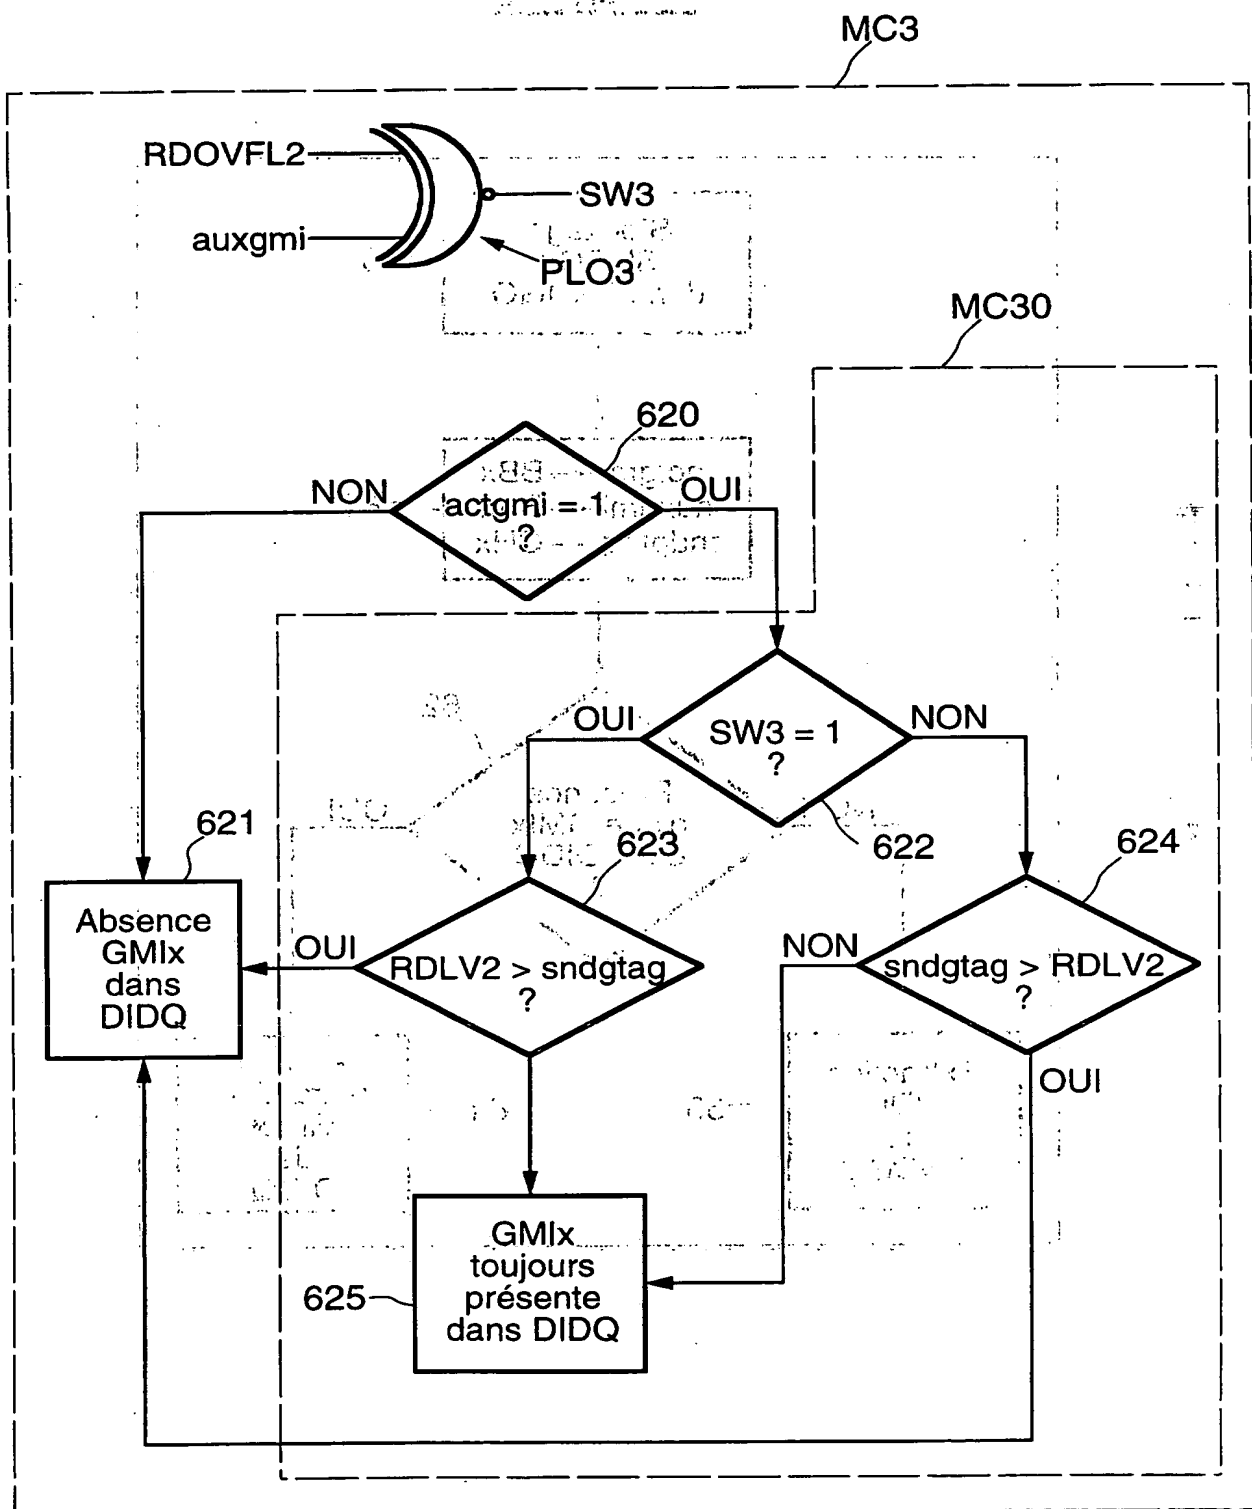 MC3
RDOVFL2
SW3
auxgmi
PLO3
MC30
620
NON
actgmi = 1
?
OUI
OUI
SW3 = 1
?
NON
621
623
622
624
Absence
GMIx
dans
DIDQ
OUI
RDLV2 > sndgtag
?
NON
sndgtag > RDLV2
?
OUI
GMIx
toujours
présente
dans DIDQ
625